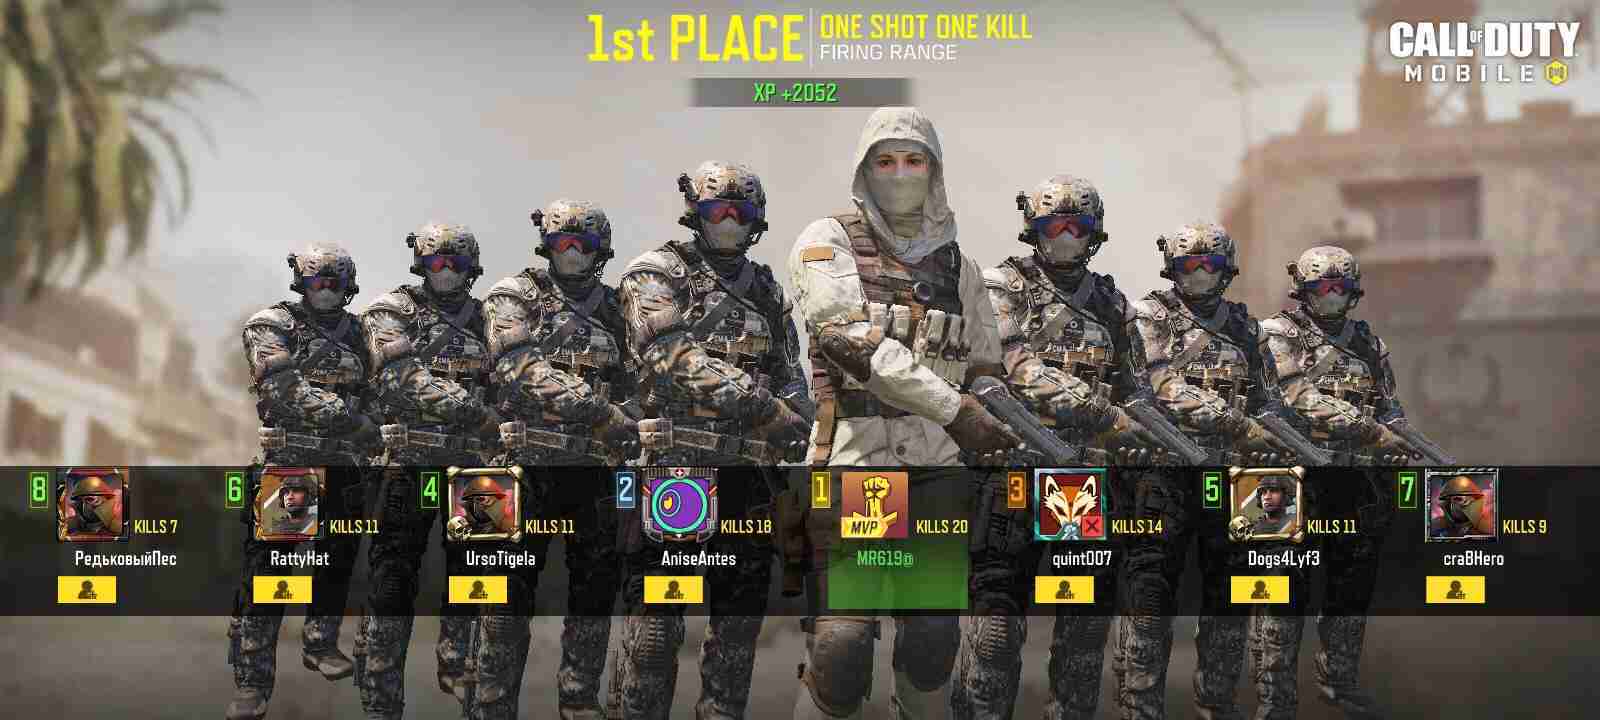 1st PLACE
ONE SHOT ONE KILL
FIRING RANGE
CALL OF DUTY
MOBILE
XP +2052
8
KILLS 7
РедьковыйПес
6
KILLS 11
RattyHat
4
KILLS 11
UrsoTigela
2
KILLS 18
AniseAntes
1
MVP
KILLS 20
MR619@
3
KILLS 14
quint007
5
KILLS 11
Dogs4Lyf3
7
KILLS 9
craBHero